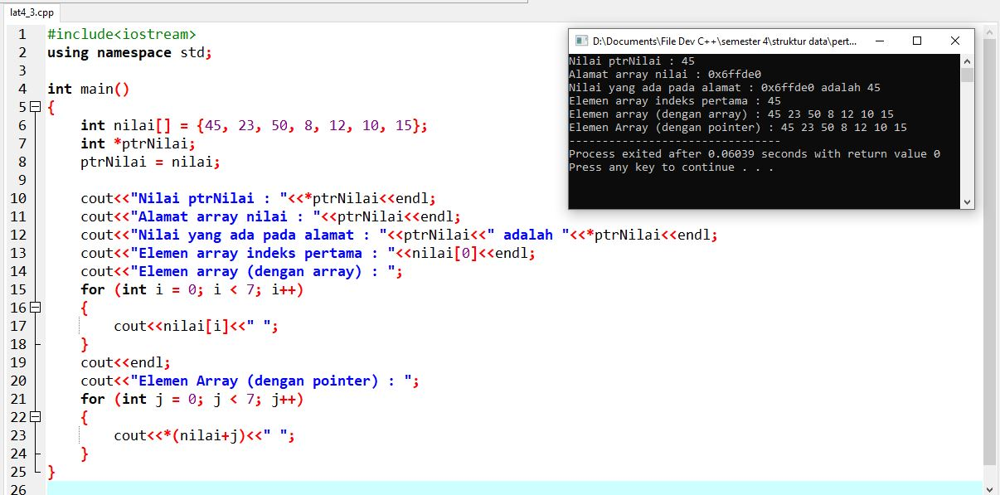 lat4_3.cpp
1 #include<iostream>
2 using namespace std;
3
4 int main()
5 {
6     int nilai[] = {45, 23, 50, 8, 12, 10, 15};
7     int *ptrNilai;
8     ptrNilai = nilai;
9
10     cout<<"Nilai ptrNilai : "<<*ptrNilai<<endl;
11     cout<<"Alamat array nilai : "<<ptrNilai<<endl;
12     cout<<"Nilai yang ada pada alamat : "<<ptrNilai<<" adalah "<<*ptrNilai<<endl;
13     cout<<"Elemen array indeks pertama : "<<nilai[0]<<endl;
14     cout<<"Elemen array (dengan array) : ";
15     for (int i = 0; i < 7; i++)
16     {
17         cout<<nilai[i]<<" ";
18     }
19     cout<<endl;
20     cout<<"Elemen Array (dengan pointer) : ";
21     for (int j = 0; j < 7; j++)
22     {
23         cout<<*(nilai+j)<<" ";
24     }
25 }
26
D:\Documents\File Dev C++\semester 4\struktur data\pert...
Nilai ptrNilai : 45
Alamat array nilai : 0x6ffde0
Nilai yang ada pada alamat : 0x6ffde0 adalah 45
Elemen array indeks pertama : 45
Elemen array (dengan array) : 45 23 50 8 12 10 15
Elemen Array (dengan pointer) : 45 23 50 8 12 10 15
--------------------------------
Process exited after 0.06039 seconds with return value 0
Press any key to continue . . .